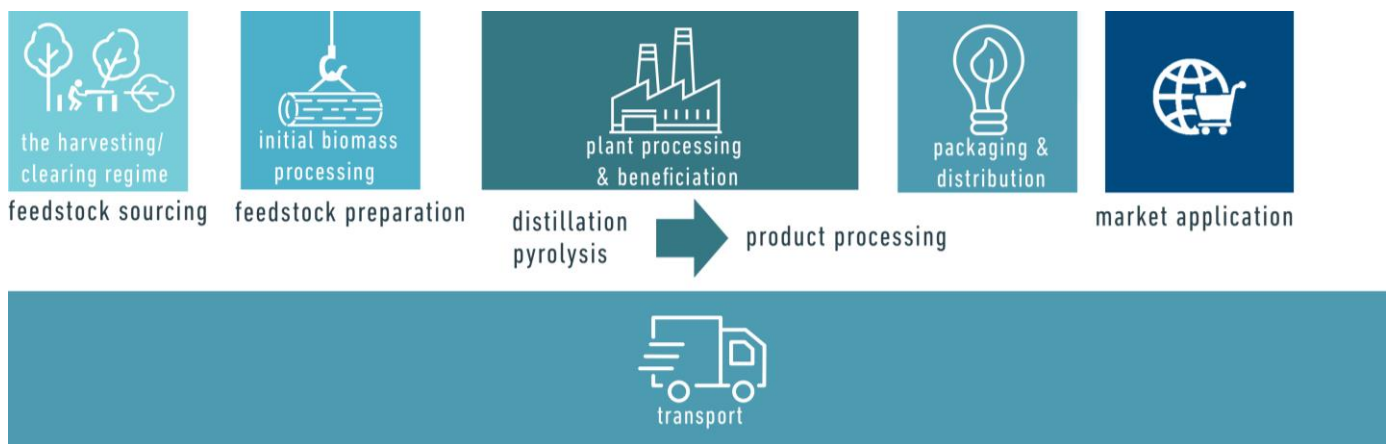 the harvesting/
clearing regime
feedstock sourcing
initial biomass
processing
feedstock preparation
plant processing
& beneficiation
distillation
pyrolysis
product processing
packaging &
distribution
market application
transport